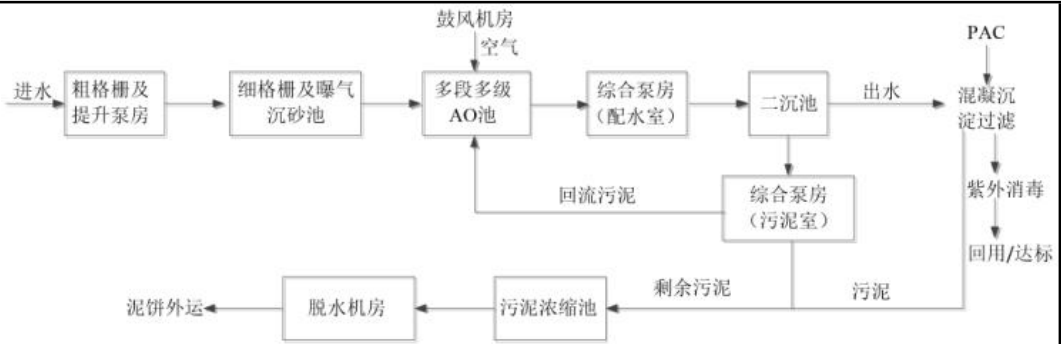 鼓风机房
空气
PAC
进水
粗格栅及
提升泵房
细格栅及曝气
沉砂池
多段多级
AO池
综合泵房
（配水室）
二沉池
出水
混凝沉
淀过滤
回流污泥
综合泵房
（污泥室）
紫外消毒
回用/达标
泥饼外运
脱水机房
污泥浓缩池
剩余污泥
污泥